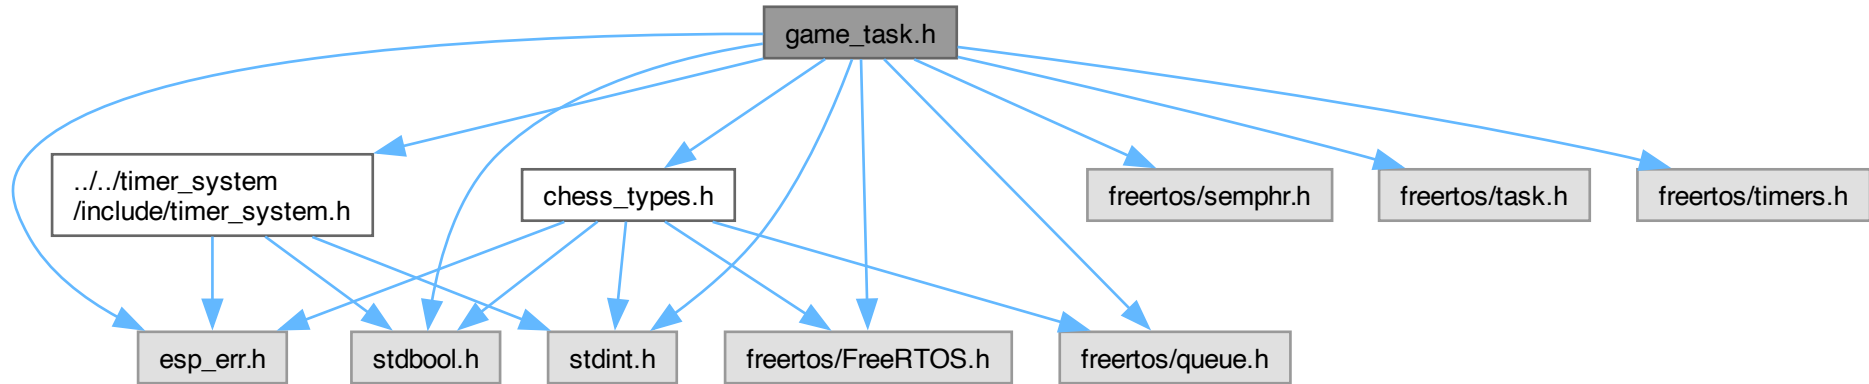 game_task.h
../../timer_system
/include/timer_system.h
chess_types.h
freertos/semphr.h
freertos/task.h
freertos/timers.h
esp_err.h
stdbool.h
stdint.h
freertos/FreeRTOS.h
freertos/queue.h